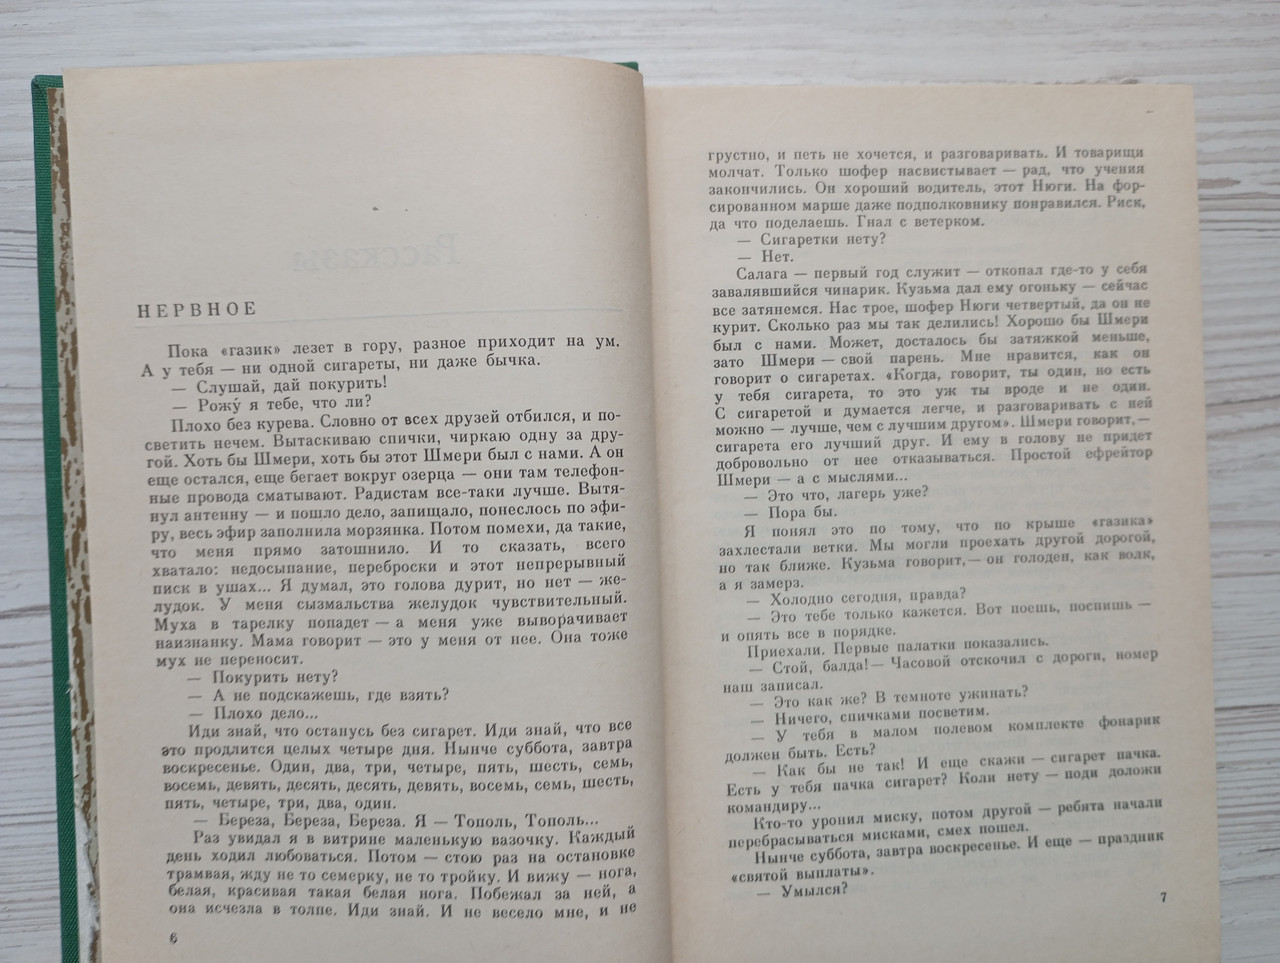 НЕРВНОЕ
Пока «газик» лезет в гору, разное приходит на ум.
А у тебя — ни одной сигареты, ни даже бычка.
— Слушай, дай покурить!
— Рожу́ я тебе, что ли?
Плохо без курева. Словно от всех друзей отбился, и по-
светить нечем. Вытаскиваю спички, чиркаю одну за дру-
гой. Хоть бы Шмери, хоть бы этот Шмери был с нами. А он
еще остался, еще бегает вокруг озерца — они там телефон-
ные провода сматывают. Радистам все-таки лучше. Вытя-
нул антенну — и пошло дело, запищало, понеслось по эфи-
ру, весь эфир заполнила морзянка. Потом помехи, да такие,
что меня прямо затошнило. И то сказать, всего
хватало: недосыпание, переброски и этот непрерывный
писк в ушах... Я думал, это голова дурит, но нет — же-
лудок. У меня сызмальства желудок чувствительный.
Муха в тарелку попадет — а меня уже выворачивает
наизнанку. Мама говорит — это у меня от нее. Она тоже
мух не переносит.
— Покурить нету?
— А не подскажешь, где взять?
— Плохо дело...
Иди знай, что останусь без сигарет. Иди знай, что все
это продлится целых четыре дня. Нынче суббота, завтра
воскресенье. Один, два, три, четыре, пять, шесть, семь,
восемь, девять, десять, десять, девять, восемь, семь, шесть,
пять, четыре, три, два, один.
— Береза, Береза, Береза. Я — Тополь, Тополь...
Раз увидал я в витрине маленькую вазочку. Каждый
день ходил любоваться. Потом — стою раз на остановке
трамвая, жду не то семерку, не то тройку. И вижу — нога,
белая, красивая такая белая нога. Побежал за ней, а
она исчезла в толпе. Иди знай. И не весело мне, и не
6
грустно, и петь не хочется, и разговаривать. И товарищи
молчат. Только шофер насвистывает — рад, что учения
закончились. Он хороший водитель, этот Нюги. На фор-
сированном марше даже подполковнику понравился. Риск,
да что поделаешь. Гнал с ветерком.
— Сигаретки нету?
— Нет.
Салага — первый год служит — откопал где-то у себя
завалявшийся чинарик. Кузьма дал ему огоньку — сейчас
все затянемся. Нас трое, шофер Нюги четвертый, да он не
курит. Сколько раз мы так делились! Хорошо бы Шмери
был с нами. Может, досталось бы затяжкой меньше,
зато Шмери — свой парень. Мне нравится, как он
говорит о сигаретах. «Когда, говорит, ты один, но есть
у тебя сигарета, то это уж ты вроде и не один.
С сигаретой и думается легче, и разговаривать с ней
можно — лучше, чем с лучшим другом». Шмери говорит,—
сигарета его лучший друг. И ему в голову не придет
добровольно от нее отказываться. Простой ефрейтор
Шмери — а с мыслями...
— Это что, лагерь уже?
— Пора бы.
Я понял это по тому, что по крыше «газика»
захлестали ветки. Мы могли проехать другой дорогой,
но так ближе. Кузьма говорит,— он голоден, как волк,
а я замерз.
— Холодно сегодня, правда?
— Это тебе только кажется. Вот поешь, поспишь —
и опять все в порядке.
Приехали. Первые палатки показались.
— Стой, балда!— Часовой отскочил с дороги, номер
наш записал.
— Это как же? В темноте ужинать?
— Ничего, спичками посветим.
— У тебя в малом полевом комплекте фонарик
должен быть. Есть?
— Как бы не так! И еще скажи — сигарет пачка.
Есть у тебя пачка сигарет? Коли нету — поди доложи
командиру...
Кто-то уронил миску, потом другой — ребята начали
перебрасываться мисками, смех пошел.
Нынче суббота, завтра воскресенье. И еще — праздник
«святой выплаты».
— Умылся?
7